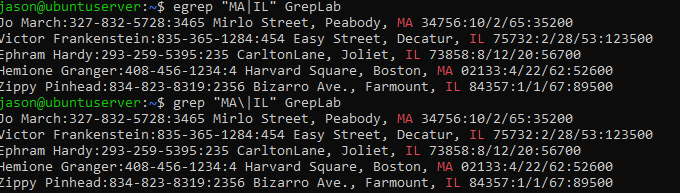 jason@ubuntuserver:~$ egrep "MA|IL" GrepLab
Jo March:327-832-5728:3465 Mirlo Street, Peabody, MA 34756:10/2/65:35200
Victor Frankenstein:835-365-1284:454 Easy Street, Decatur, IL 75732:2/28/53:123500
Ephram Hardy:293-259-5395:235 CarltonLane, Joliet, IL 73858:8/12/20:56700
Hemione Granger:408-456-1234:4 Harvard Square, Boston, MA 02133:4/22/62:52600
Zippy Pinhead:834-823-8319:2356 Bizarro Ave., Farmount, IL 84357:1/1/67:89500
jason@ubuntuserver:~$ grep "MA\|IL" GrepLab
Jo March:327-832-5728:3465 Mirlo Street, Peabody, MA 34756:10/2/65:35200
Victor Frankenstein:835-365-1284:454 Easy Street, Decatur, IL 75732:2/28/53:123500
Ephram Hardy:293-259-5395:235 CarltonLane, Joliet, IL 73858:8/12/20:56700
Hemione Granger:408-456-1234:4 Harvard Square, Boston, MA 02133:4/22/62:52600
Zippy Pinhead:834-823-8319:2356 Bizarro Ave., Farmount, IL 84357:1/1/67:89500